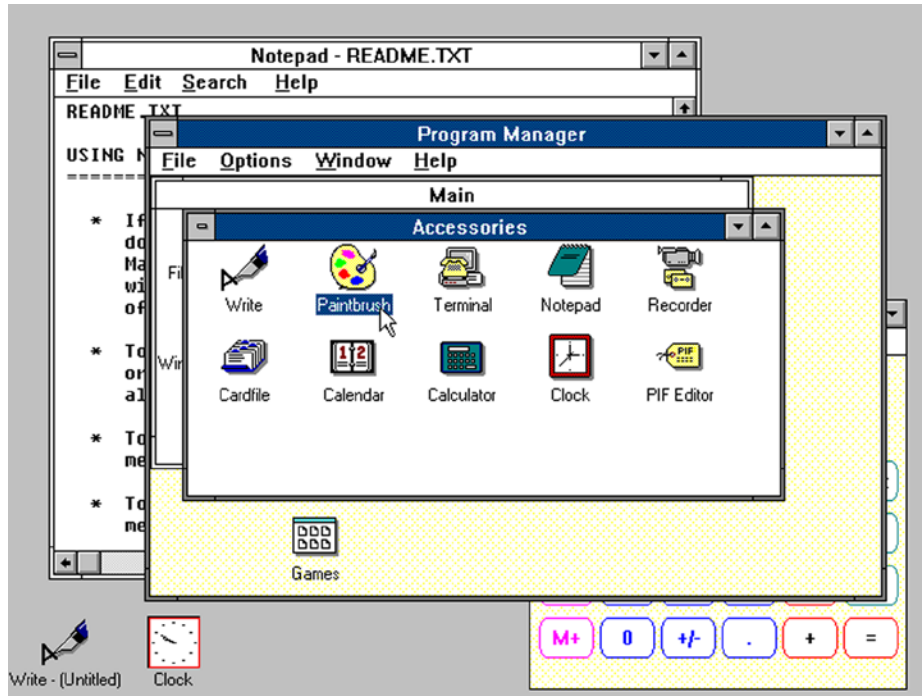 Notepad - README.TXT
File Edit Search Help
README.TXT
USING N
==
* If
do
Ma
wi
of
* To
or
al
* To
me
* To
me
Program Manager
File Options Window Help
Main
Fi
Wir
Accessories
Write Paintbrush Terminal Notepad Recorder
Cardfile Calendar Calculator Clock PIF Editor
Games
M+ 0 +/- . + =
Write - (Untitled) Clock